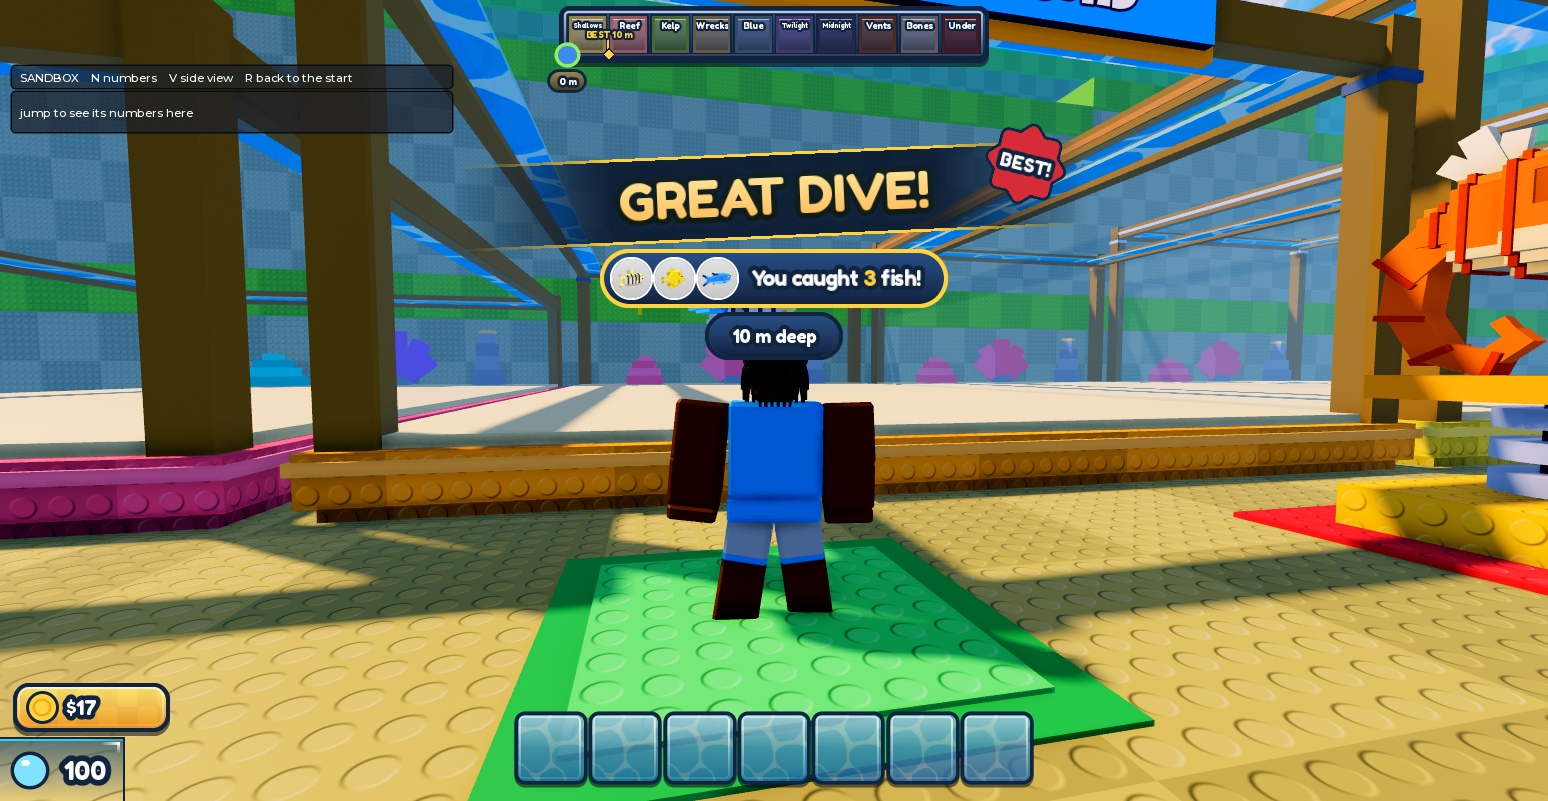 Shallows Reef Kelp Wrecks Blue Twilight Midnight Vents Bones Under
BEST 10 m
0 m
SANDBOX N numbers V side view R back to the start
jump to see its numbers here
BEST!
GREAT DIVE!
You caught 3 fish!
10 m deep
$17
100